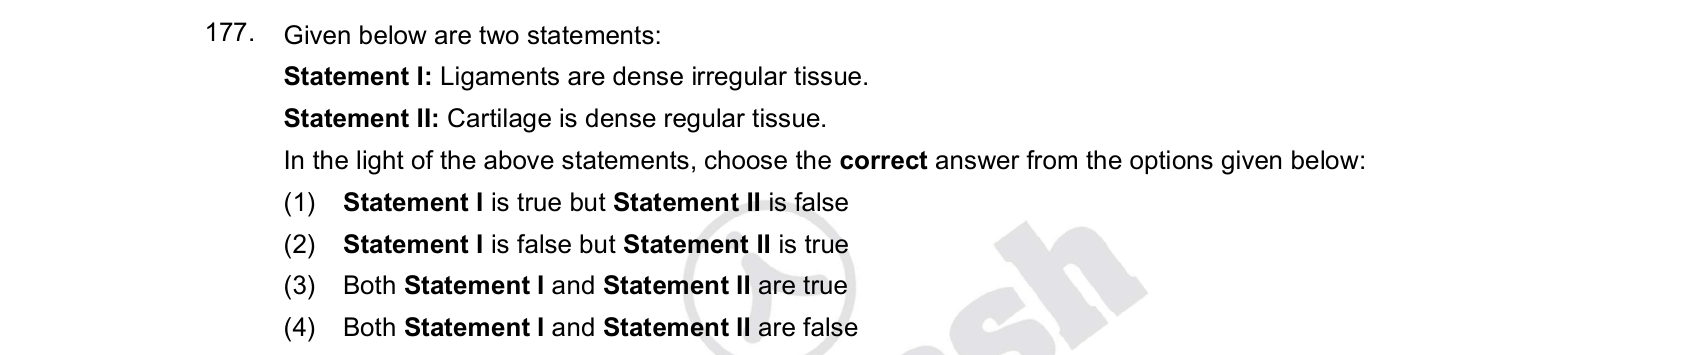 177. Given below are two statements:
Statement I: Ligaments are dense irregular tissue.
Statement II: Cartilage is dense regular tissue.
In the light of the above statements, choose the correct answer from the options given below:
(1) Statement I is true but Statement II is false
(2) Statement I is false but Statement II is true
(3) Both Statement I and Statement II are true
(4) Both Statement I and Statement II are false
sh